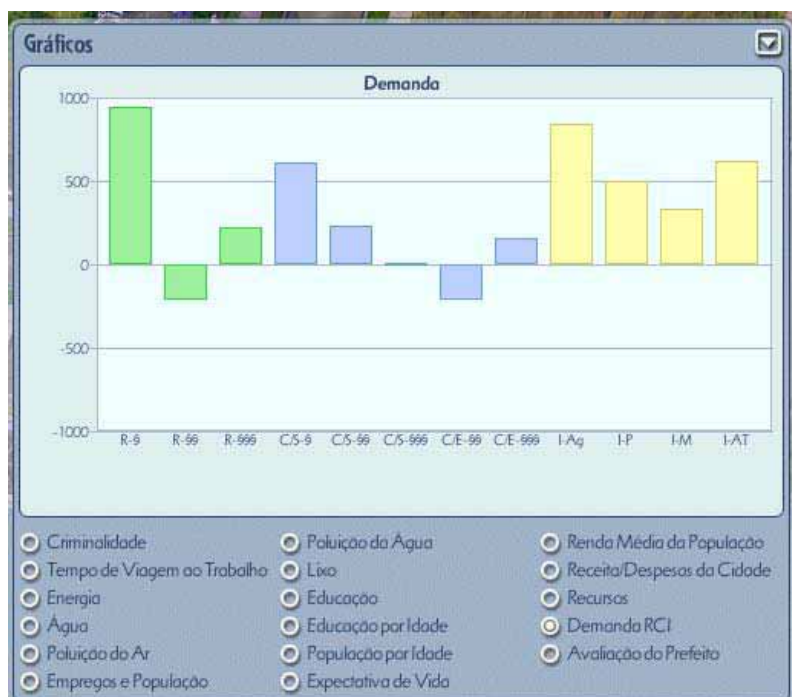 Gráficos
Demanda
1000
500
0
-500
-1000
R-§ R-§§ R-§§§ C/S-§ C/S-§§ C/S-§§§ C/E-§§ C/E-§§§ I-Ag I-P I-M I-AT
Criminalidade Poluição da Água Renda Média da População
Tempo de Viagem ao Trabalho Lixo Receita/Despesas da Cidade
Energia Educação Recursos
Água Educação por Idade Demanda RCI
Poluição do Ar População por Idade Avaliação do Prefeito
Empregos e População Expectativa de Vida